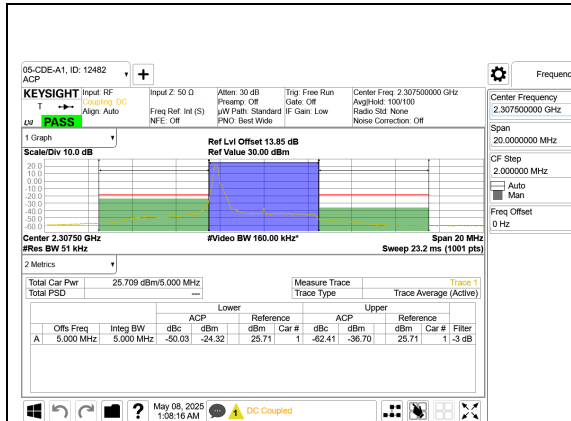 05-CDE-A1, ID: 12482
ACP
Frequenc
KEYSIGHT Input: RF Input Z: 50 Ω Atten: 30 dB Trig: Free Run Center Freq: 2.307500000 GHz
Coupling: DC Preamp: Off Gate: Off Avg|Hold: 100/100
Align: Auto Freq Ref: Int (S) µW Path: Standard IF Gain: Low Radio Std: None
NFE: Off PNO: Best Wide Noise Correction: Off
T
LXI PASS
Center Frequency
2.307500000 GHz
Span
20.0000000 MHz
CF Step
2.000000 MHz
Auto
Man
Freq Offset
0 Hz
1 Graph
Ref Lvl Offset 13.85 dB
Scale/Div 10.0 dB Ref Value 30.00 dBm
20.0
10.0
0.00
-10.0
-20.0
-30.0
-40.0
-50.0
-60.0
Center 2.30750 GHz #Video BW 160.00 kHz* Span 20 MHz
#Res BW 51 kHz Sweep 23.2 ms (1001 pts)
2 Metrics
Total Car Pwr 25.709 dBm/5.000 MHz Measure Trace Trace 1
Total PSD --- Trace Type Trace Average (Active)
Lower Upper
ACP Reference ACP Reference
Offs Freq Integ BW dBc dBm dBm Car # dBc dBm dBm Car # Filter
A 5.000 MHz 5.000 MHz -50.03 -24.32 25.71 1 -62.41 -36.70 25.71 1 -3 dB
? May 08, 2025
1:08:16 AM
1 DC Coupled